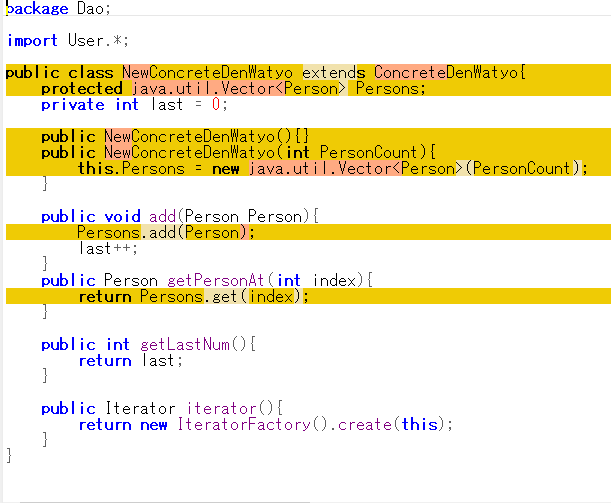 package Dao;
import User.*;
public class NewConcreteDenWatyo extends ConcreteDenWatyo{
protected java.util.Vector<Person> Persons;
private int last = 0;
public NewConcreteDenWatyo(){}
public NewConcreteDenWatyo(int PersonCount){
this.Persons = new java.util.Vector<Person>(PersonCount);
}
public void add(Person Person){
Persons.add(Person);
last++;
}
public Person getPersonAt(int index){
return Persons.get(index);
}
public int getLastNum(){
return last;
}
public Iterator iterator(){
return new IteratorFactory().create(this);
}
}